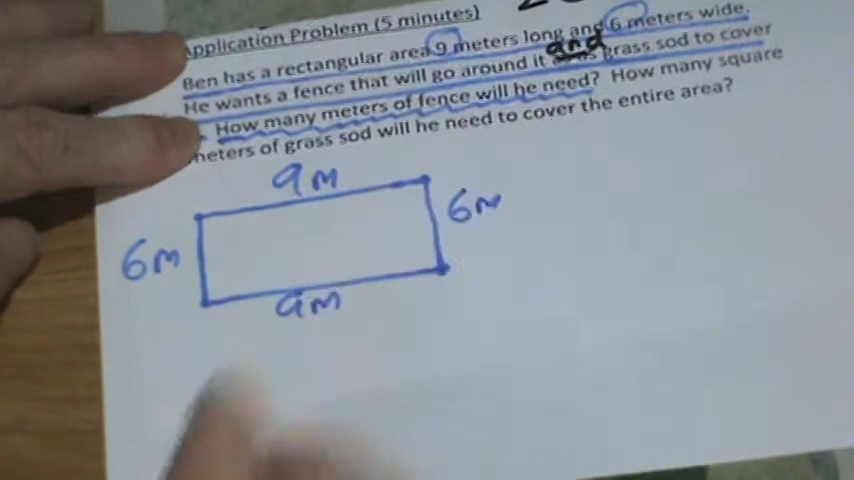 Application Problem (5 minutes)
Ben has a rectangular area 9 meters long and 6 meters wide.
He wants a fence that will go around it and grass sod to cover
How many meters of fence will he need? How many square
meters of grass sod will he need to cover the entire area?
9m
6m
6m
9m